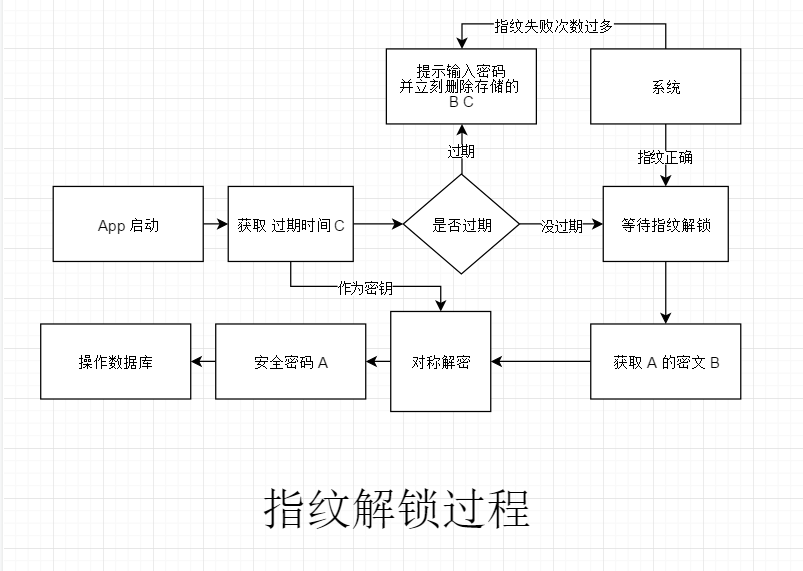 指纹失败次数过多
提示输入密码
并立刻删除存储的
B C
系统
过期
指纹正确
App 启动
获取 过期时间 C
是否过期
没过期
等待指纹解锁
作为密钥
操作数据库
安全密码 A
对称解密
获取 A 的密文 B
指纹解锁过程